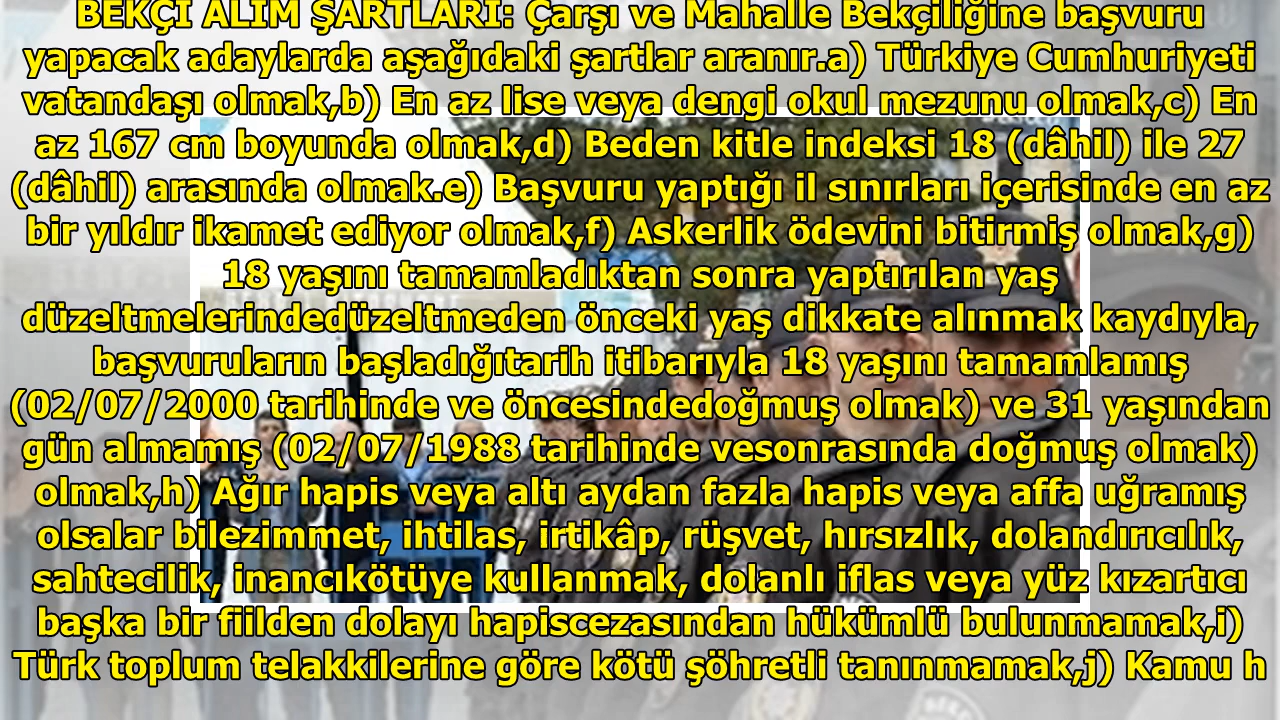 BEKÇİ ALIM ŞARTLARI: Çarşı ve Mahalle Bekçiliğine başvuru
yapacak adaylarda aşağıdaki şartlar aranır.a) Türkiye Cumhuriyeti
vatandaşı olmak,b) En az lise veya dengi okul mezunu olmak,c) En
az 167 cm boyunda olmak,d) Beden kitle indeksi 18 (dâhil) ile 27
(dâhil) arasında olmak.e) Başvuru yaptığı il sınırları içerisinde en az
bir yıldır ikamet ediyor olmak,f) Askerlik ödevini bitirmiş olmak,g)
18 yaşını tamamladıktan sonra yaptırılan yaş
düzeltmelerindedüzeltmeden önceki yaş dikkate alınmak kaydıyla,
başvuruların başladığıtarih itibarıyla 18 yaşını tamamlamış
(02/07/2000 tarihinde ve öncesindedoğmuş olmak) ve 31 yaşından
gün almamış (02/07/1988 tarihinde vesonrasında doğmuş olmak)
olmak,h) Ağır hapis veya altı aydan fazla hapis veya affa uğramış
olsalar bilezimmet, ihtilas, irtikâp, rüşvet, hırsızlık, dolandırıcılık,
sahtecilik, inancıkötüye kullanmak, dolanlı iflas veya yüz kızartıcı
başka bir fiilden dolayı hapiscezasından hükümlü bulunmamak,i)
Türk toplum telakkilerine göre kötü şöhretli tanınmamak,j) Kamu h